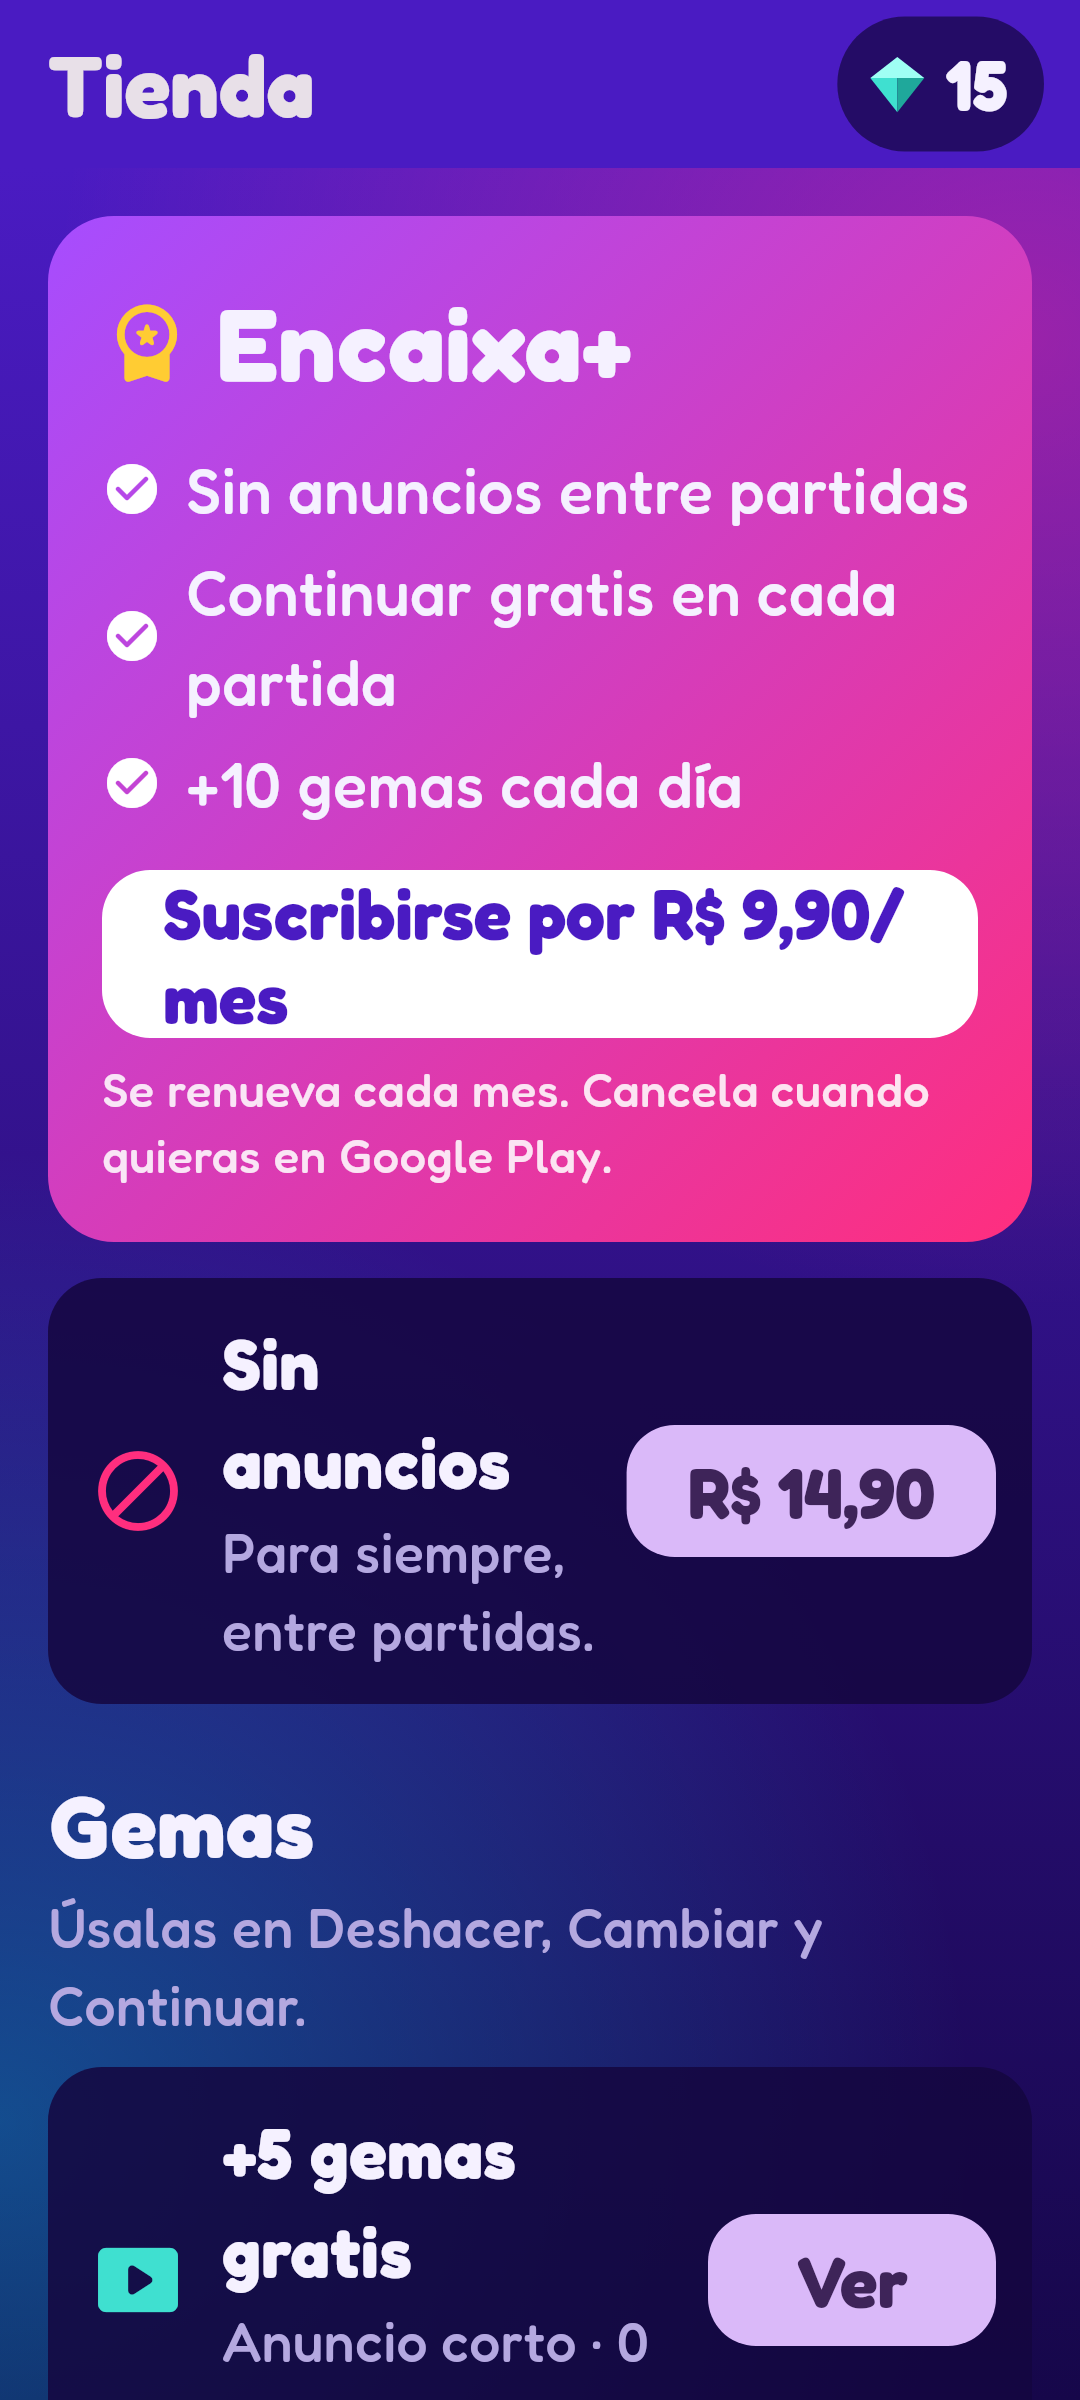 Tienda
15
Encaixa+
Sin anuncios entre partidas
Continuar gratis en cada
partida
+10 gemas cada día
Suscribirse por R$ 9,90/
mes
Se renueva cada mes. Cancela cuando
quieras en Google Play.
Sin
anuncios
Para siempre,
entre partidas.
R$ 14,90
Gemas
Úsalas en Deshacer, Cambiar y
Continuar.
+5 gemas
gratis
Anuncio corto · 0
Ver